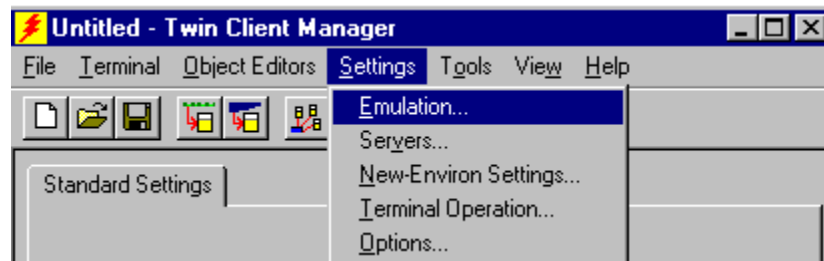 Untitled - Twin Client Manager
File Terminal Object Editors Settings Tools View Help
Emulation...
Servers...
Standard Settings
New-Environ Settings...
Terminal Operation...
Options...